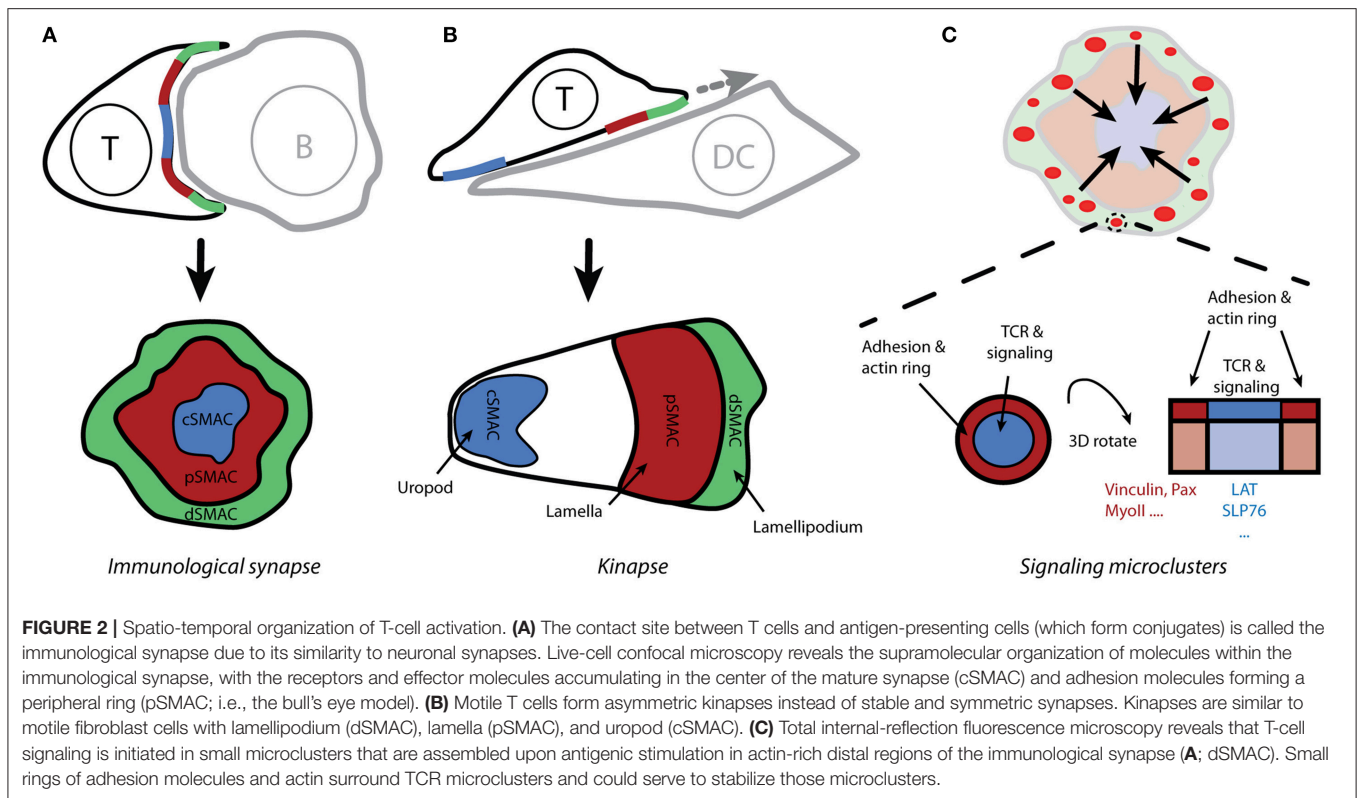 A
B
C
T
B
T
DC
cSMAC
pSMAC
dSMAC
Immunological synapse
cSMAC
pSMAC
dSMAC
Uropod
Lamella
Lamellipodium
Kinapse
Adhesion &
actin ring
TCR &
signaling
3D rotate
Adhesion &
actin ring
TCR &
signaling
Vinculin, Pax
MyoII ....
LAT
SLP76
...
Signaling microclusters
FIGURE 2 | Spatio-temporal organization of T-cell activation. (A) The contact site between T cells and antigen-presenting cells (which form conjugates) is called the
immunological synapse due to its similarity to neuronal synapses. Live-cell confocal microscopy reveals the supramolecular organization of molecules within the
immunological synapse, with the receptors and effector molecules accumulating in the center of the mature synapse (cSMAC) and adhesion molecules forming a
peripheral ring (pSMAC; i.e., the bull's eye model). (B) Motile T cells form asymmetric kinapses instead of stable and symmetric synapses. Kinapses are similar to
motile fibroblast cells with lamellipodium (dSMAC), lamella (pSMAC), and uropod (cSMAC). (C) Total internal-reflection fluorescence microscopy reveals that T-cell
signaling is initiated in small microclusters that are assembled upon antigenic stimulation in actin-rich distal regions of the immunological synapse (A; dSMAC). Small
rings of adhesion molecules and actin surround TCR microclusters and could serve to stabilize those microclusters.